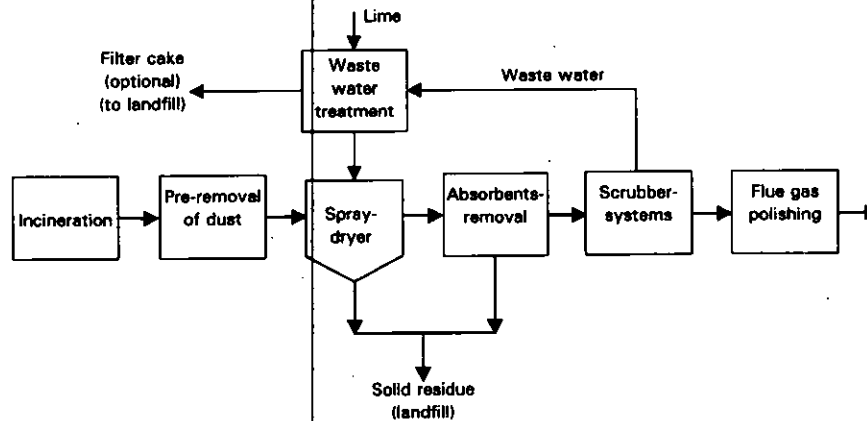 Lime
Filter cake
(optional)
(to landfill)
Waste
water
treatment
Waste water
Incineration
Pre-removal
of dust
Spray-
dryer
Absorbents-
removal
Scrubber-
systems
Flue gas
polishing
Solid residue
(landfill)